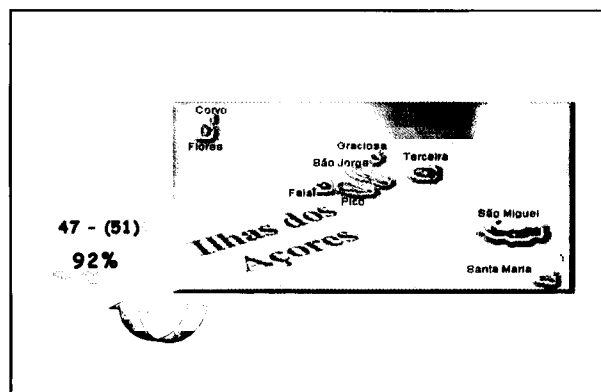 Corvo
Flores
Graciosa
São Jorge
Terceira
Faial
Pico
São Miguel
Santa Maria
Ilhas dos
Açores
47 - (51)
92%